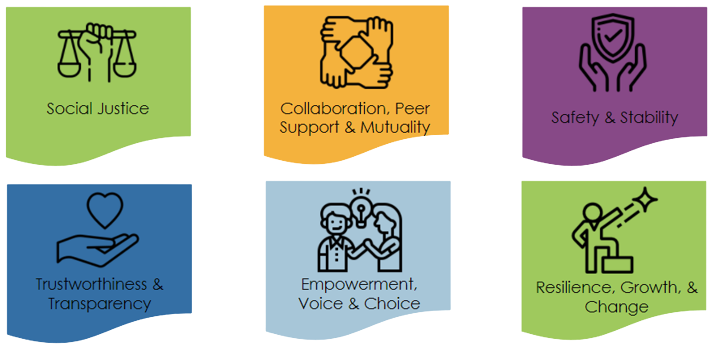 Social Justice
Collaboration, Peer
Support & Mutuality
Safety & Stability
Trustworthiness &
Transparency
Empowerment,
Voice & Choice
Resilience, Growth, &
Change